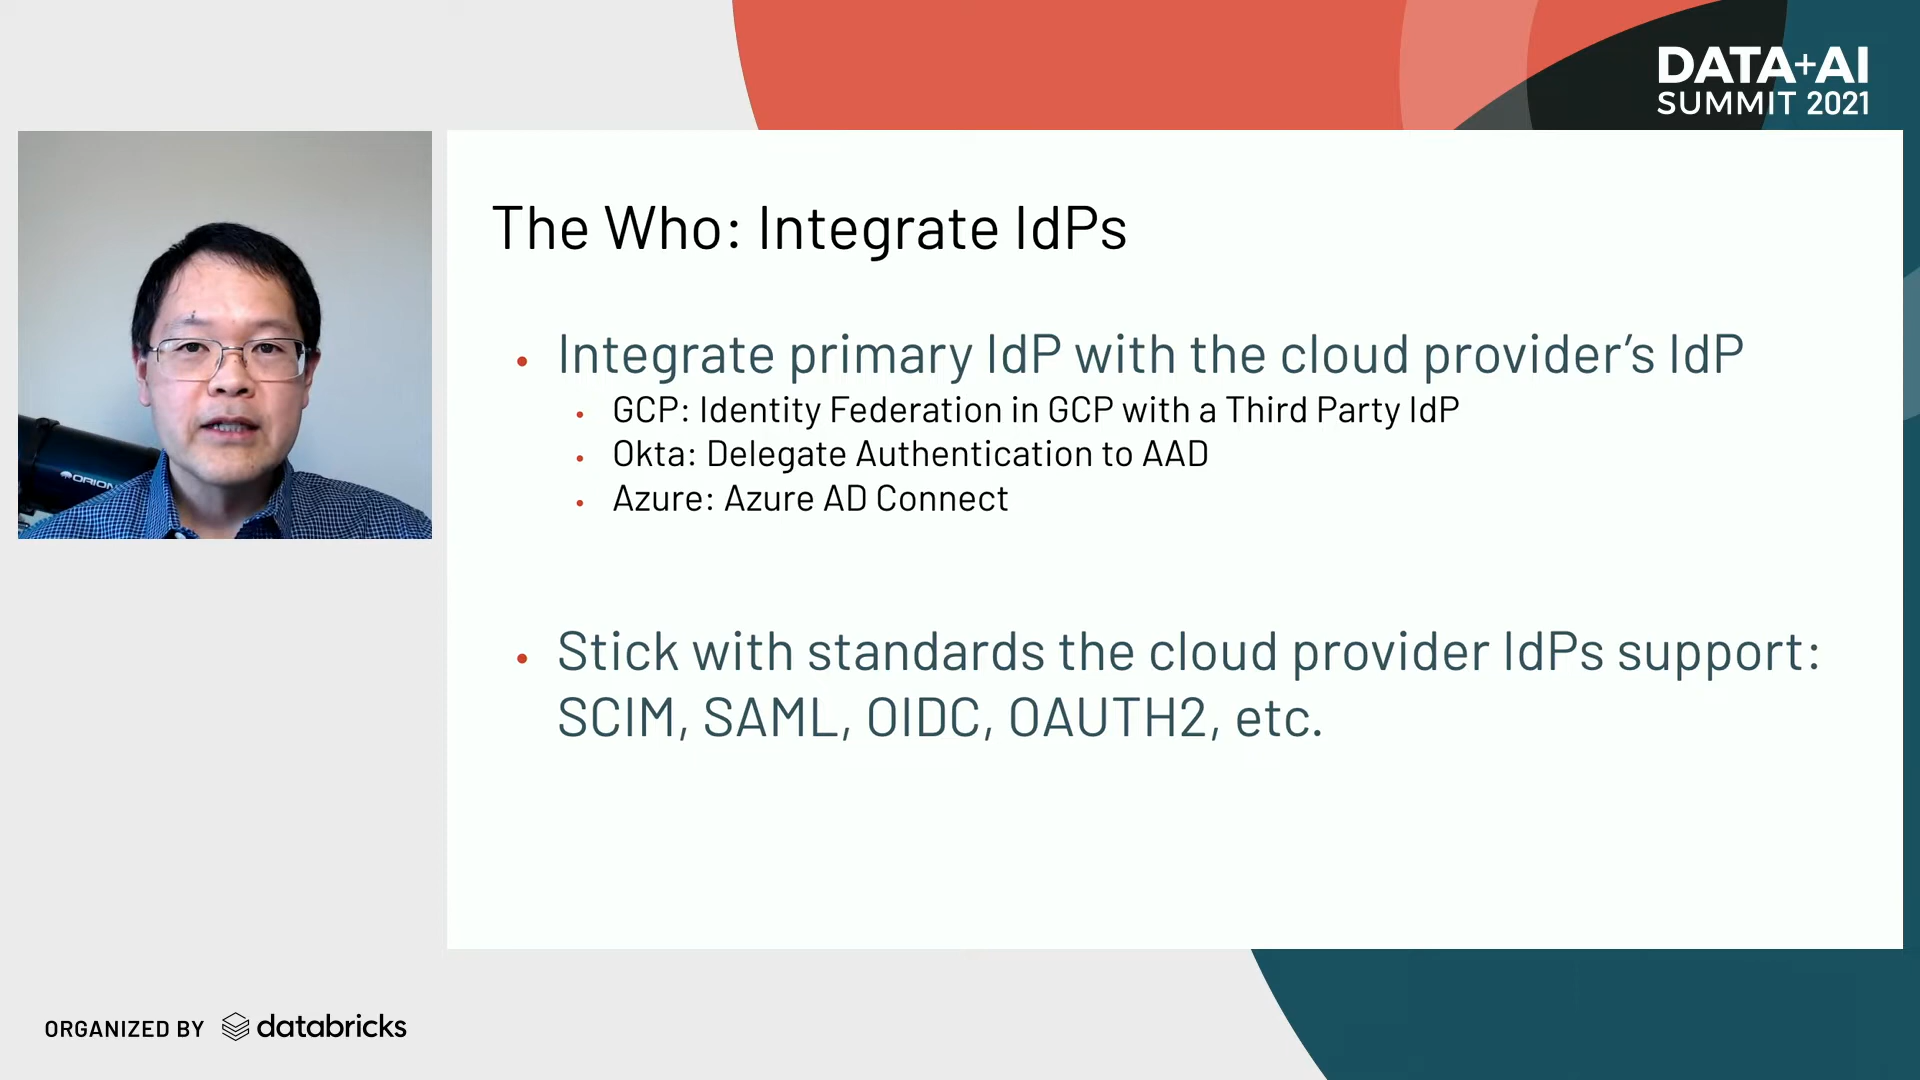 DATA+AI
SUMMIT 2021
The Who: Integrate IdPs
• Integrate primary IdP with the cloud provider’s IdP
• GCP: Identity Federation in GCP with a Third Party IdP
• Okta: Delegate Authentication to AAD
• Azure: Azure AD Connect
• Stick with standards the cloud provider IdPs support:
SCIM, SAML, OIDC, OAUTH2, etc.
ORION
ORGANIZED BY databricks